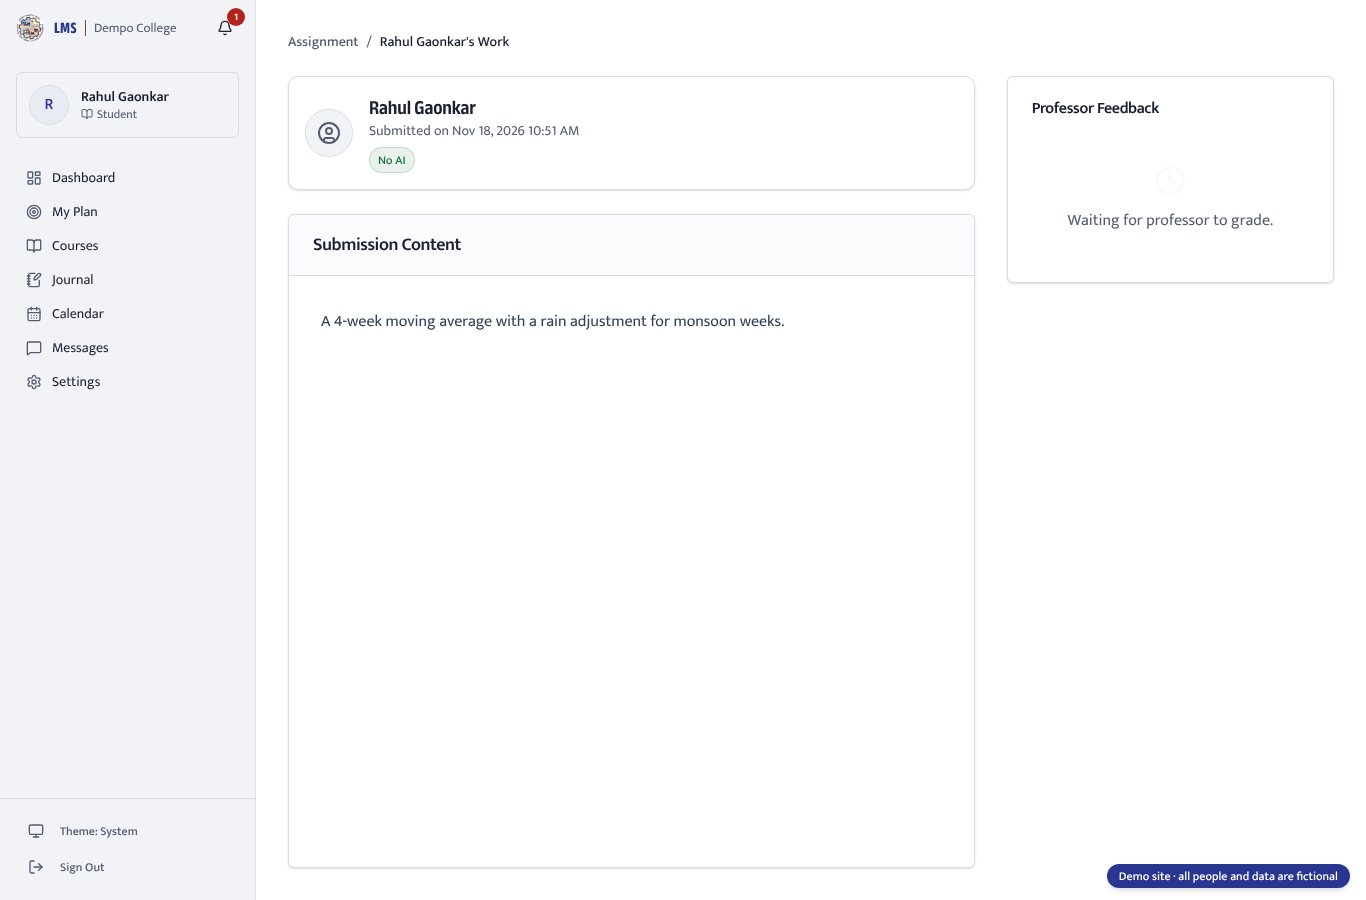 LMS | Dempo College
1
R
Rahul Gaonkar
Student
Dashboard
My Plan
Courses
Journal
Calendar
Messages
Settings
Theme: System
Sign Out
Assignment / Rahul Gaonkar's Work
Rahul Gaonkar
Submitted on Nov 18, 2026 10:51 AM
No AI
Submission Content
A 4-week moving average with a rain adjustment for monsoon weeks.
Professor Feedback
Waiting for professor to grade.
Demo site · all people and data are fictional